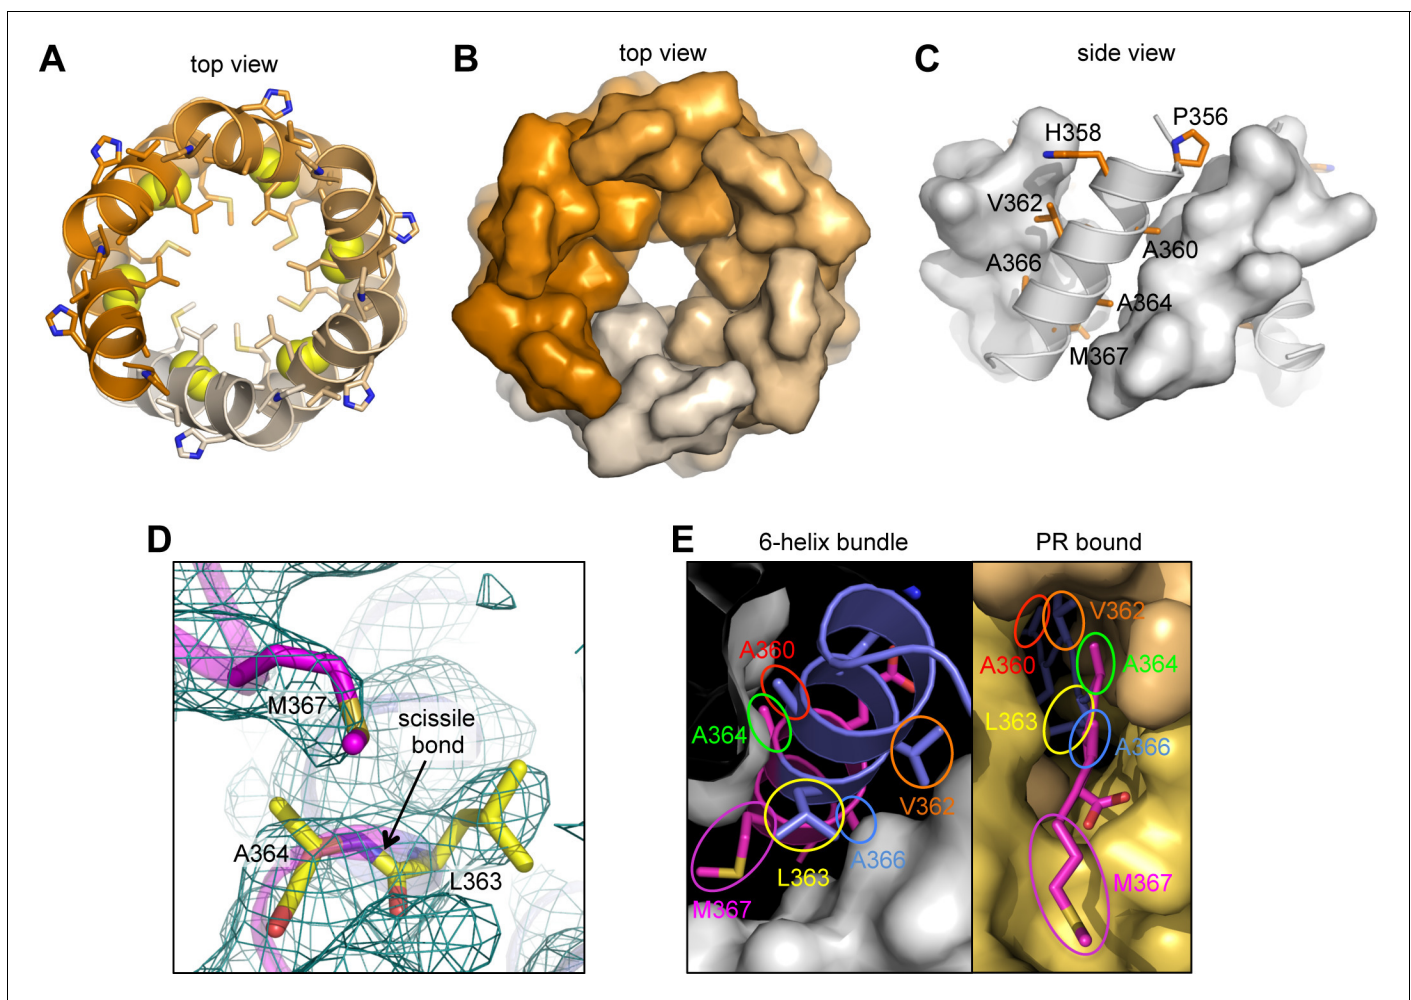 A
top view
B
top view
C
side view
H358
P356
V362
A360
A366
A364
M367
D
M367
scissile
bond
A364
L363
E
6-helix bundle
PR bound
A360
A364
V362
A366
L363
M367
V362
A360
A364
L363
A366
M367